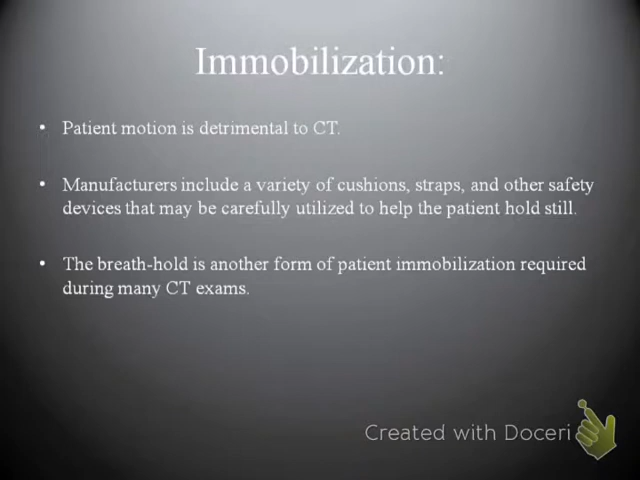 Immobilization:
• Patient motion is detrimental to CT.
• Manufacturers include a variety of cushions, straps, and other safety
devices that may be carefully utilized to help the patient hold still.
• The breath-hold is another form of patient immobilization required
during many CT exams.
Created with Doceri